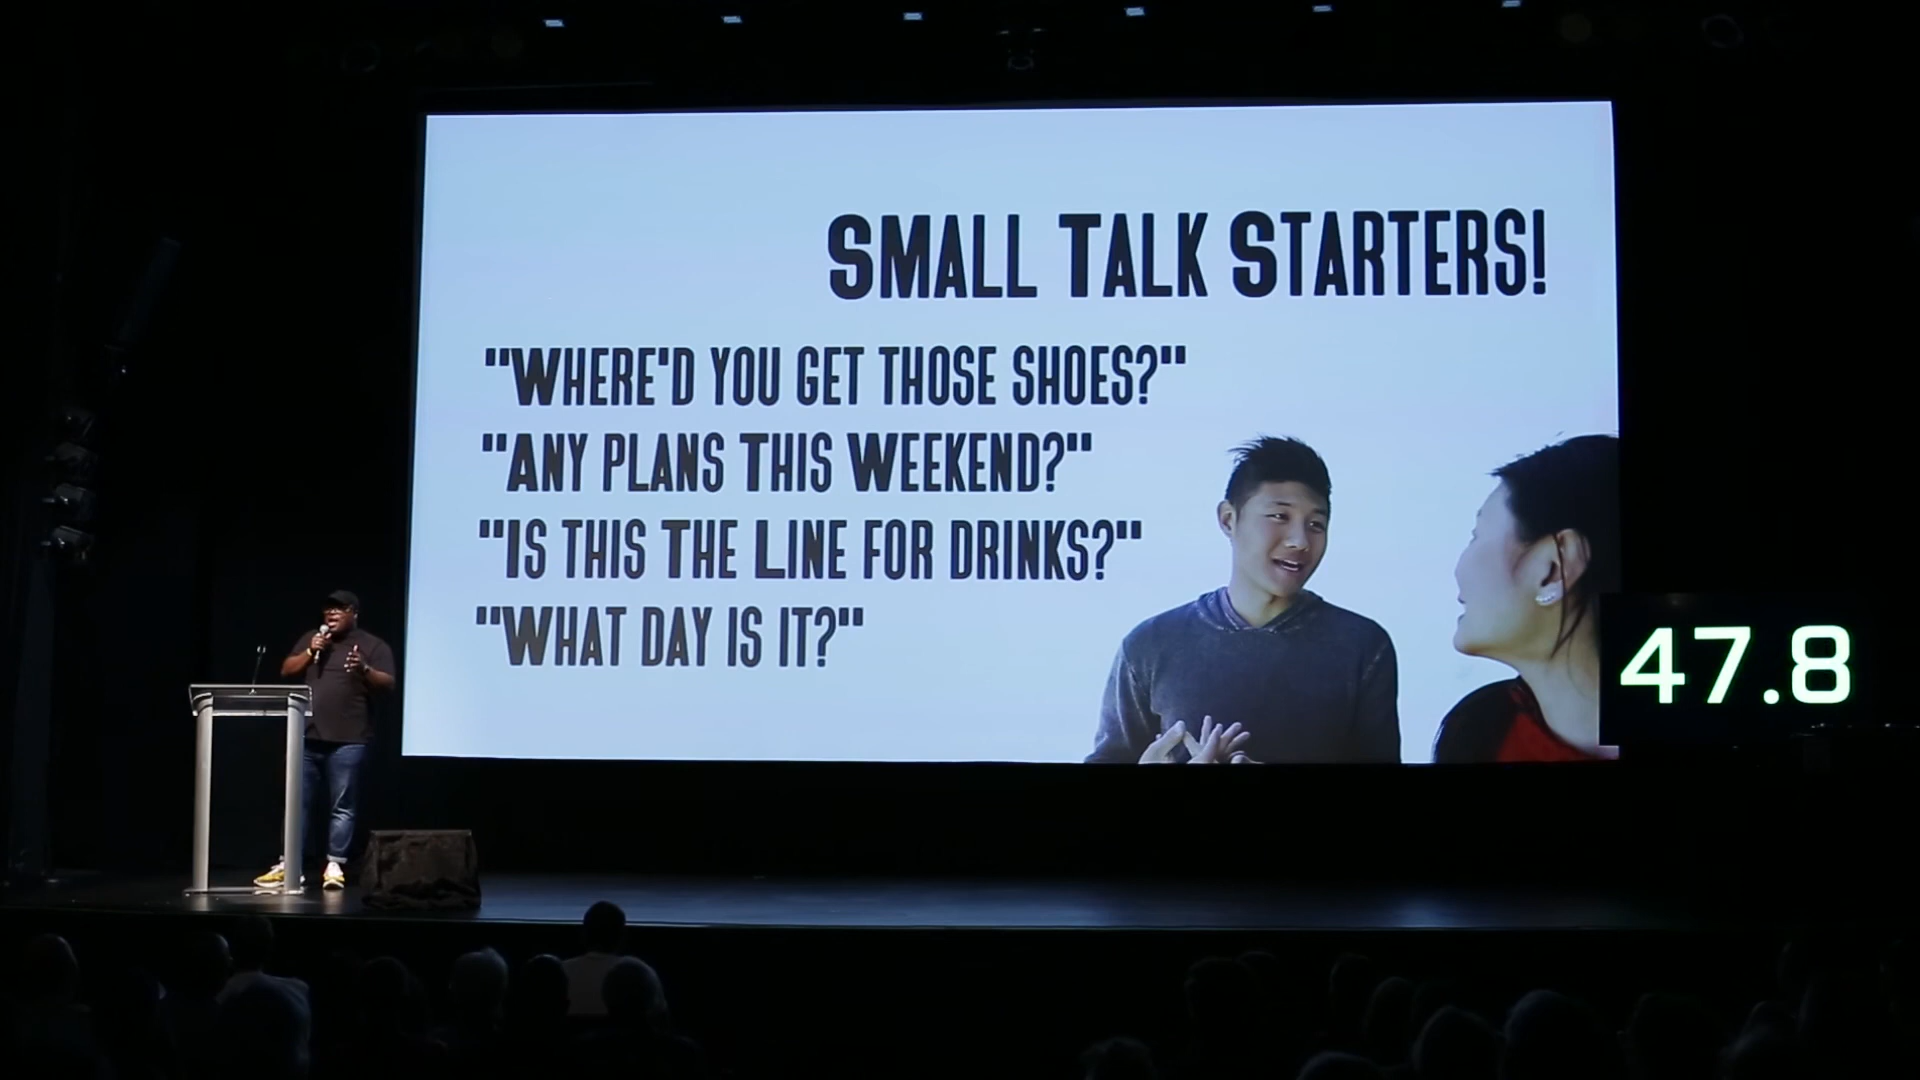 SMALL TALK STARTERS!
"WHERE'D YOU GET THOSE SHOES?"
"ANY PLANS THIS WEEKEND?"
"IS THIS THE LINE FOR DRINKS?"
"WHAT DAY IS IT?"
47.8